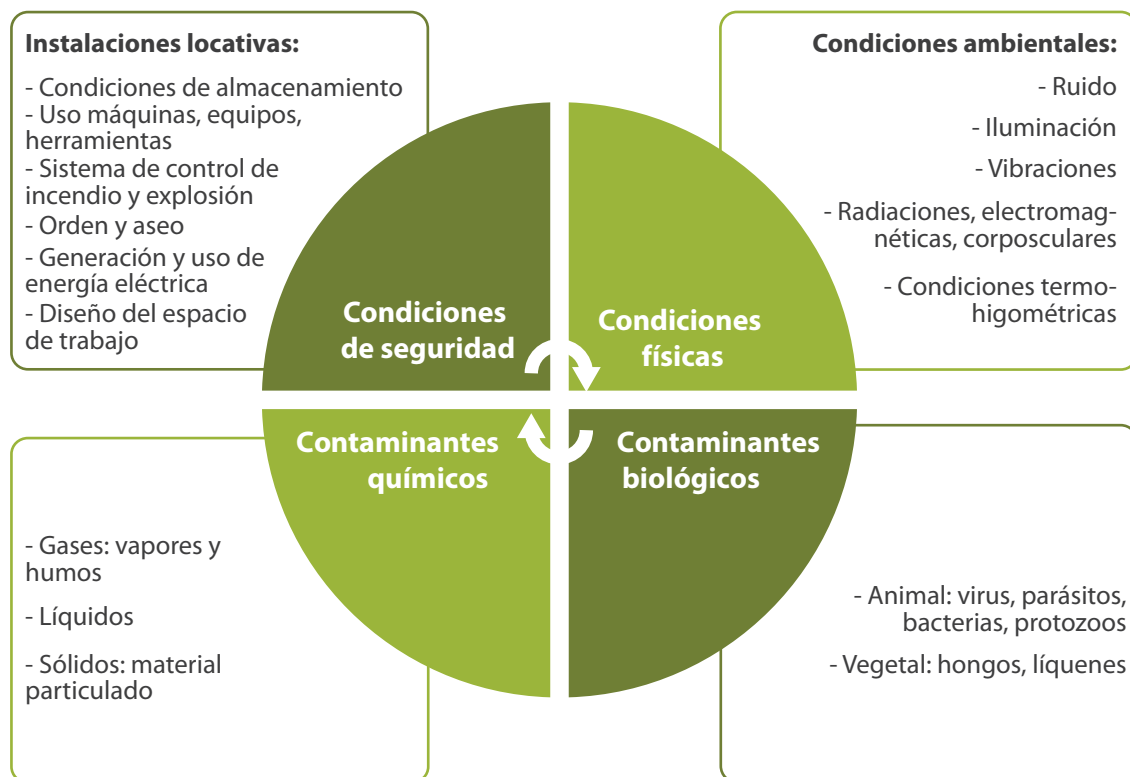 Instalaciones locativas:
- Condiciones de almacenamiento
- Uso máquinas, equipos,
herramientas
- Sistema de control de
incendio y explosión
- Orden y aseo
- Generación y uso de
energía eléctrica
- Diseño del espacio
de trabajo
Condiciones
de seguridad
Condiciones ambientales:
- Ruido
- Iluminación
- Vibraciones
- Radiaciones, electromag-
néticas, corposculares
- Condiciones termo-
higométricas
Condiciones
físicas
Contaminantes
químicos
- Gases: vapores y
humos
- Líquidos
- Sólidos: material
particulado
Contaminantes
biológicos
- Animal: virus, parásitos,
bacterias, protozoos
- Vegetal: hongos, líquenes